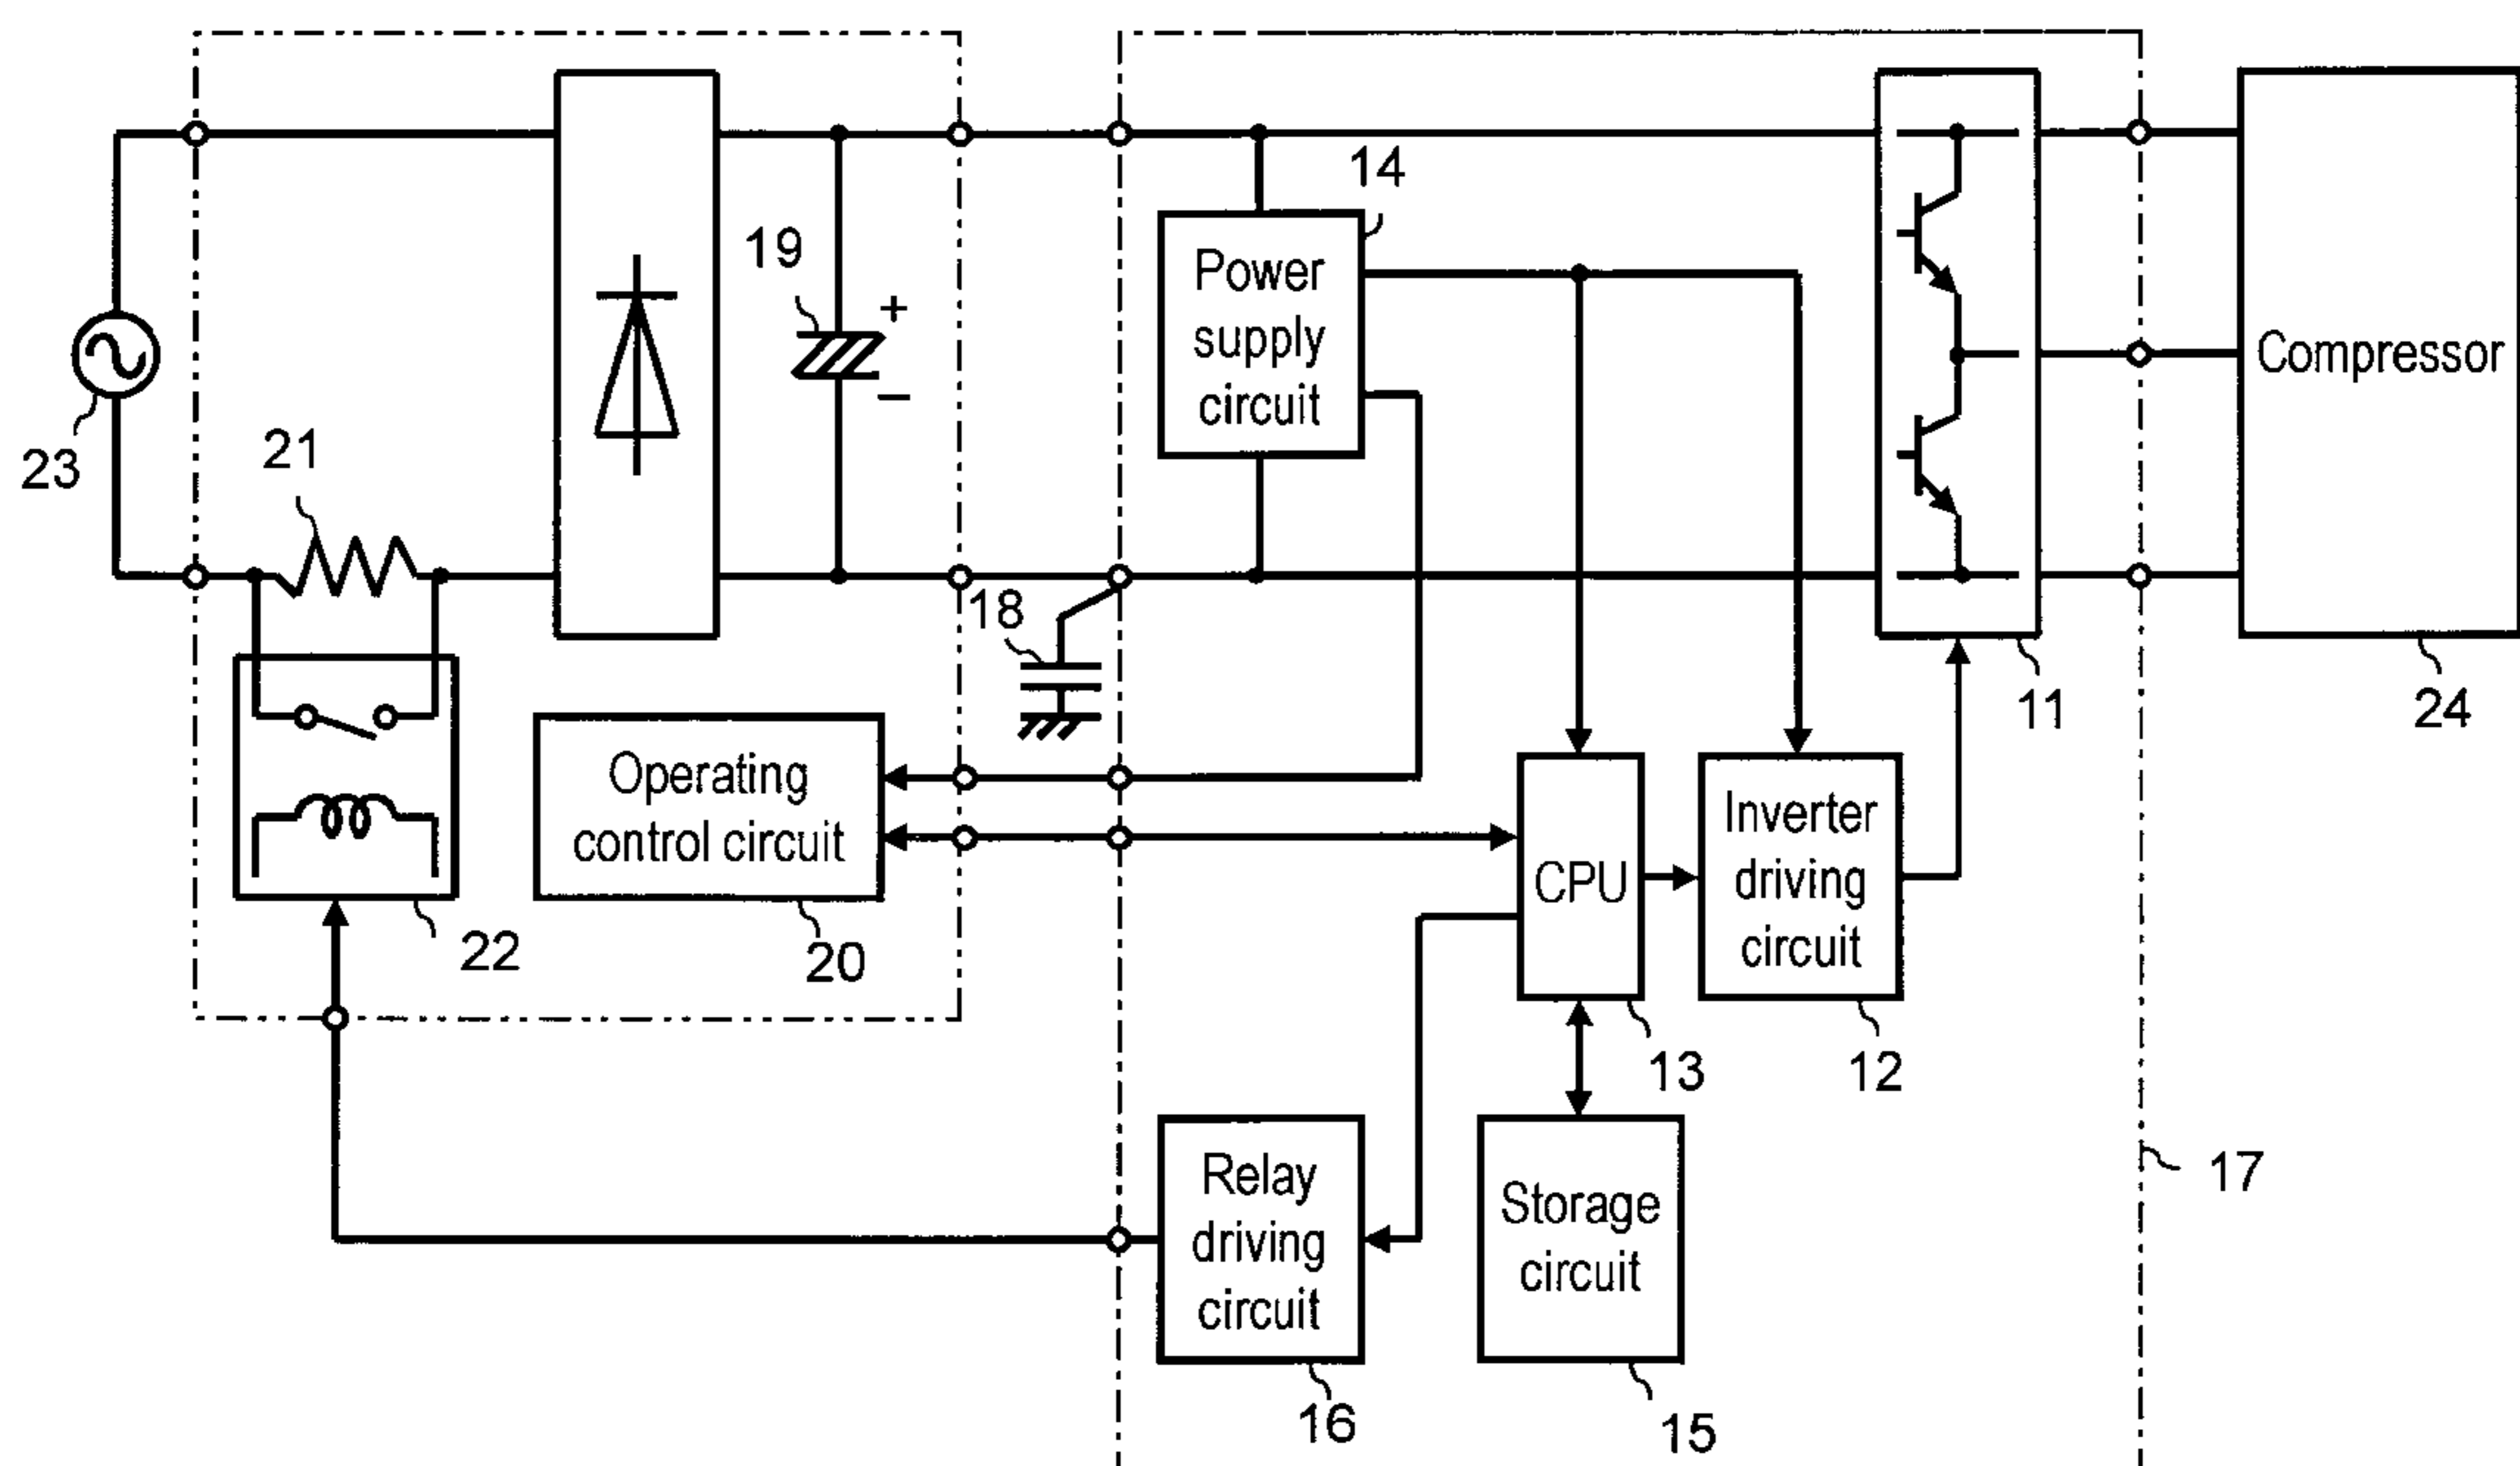 14
19
Power
supply
circuit
+
−
Compressor
23
21
18
11
24
Operating
control circuit
CPU
Inverter
driving
circuit
22
20
13
12
Relay
driving
circuit
Storage
circuit
17
16
15